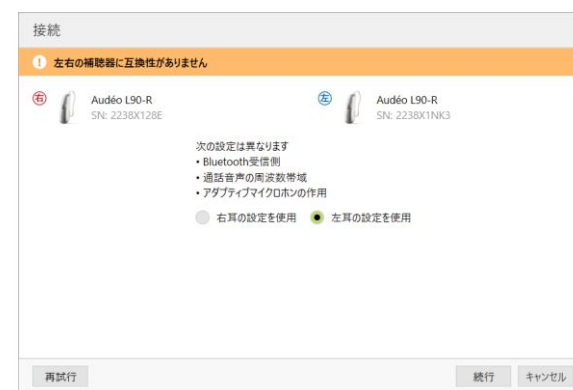 接続
! 左右の補聴器に互換性がありません
右 Audéo L90-R
SN: 2238X128E
左 Audéo L90-R
SN: 2238X1NK3
次の設定は異なります
• Bluetooth受信側
• 通話音声の周波数帯域
• アダプティブマイクロホンの作用
右耳の設定を使用 左耳の設定を使用
再試行 続行 キャンセル